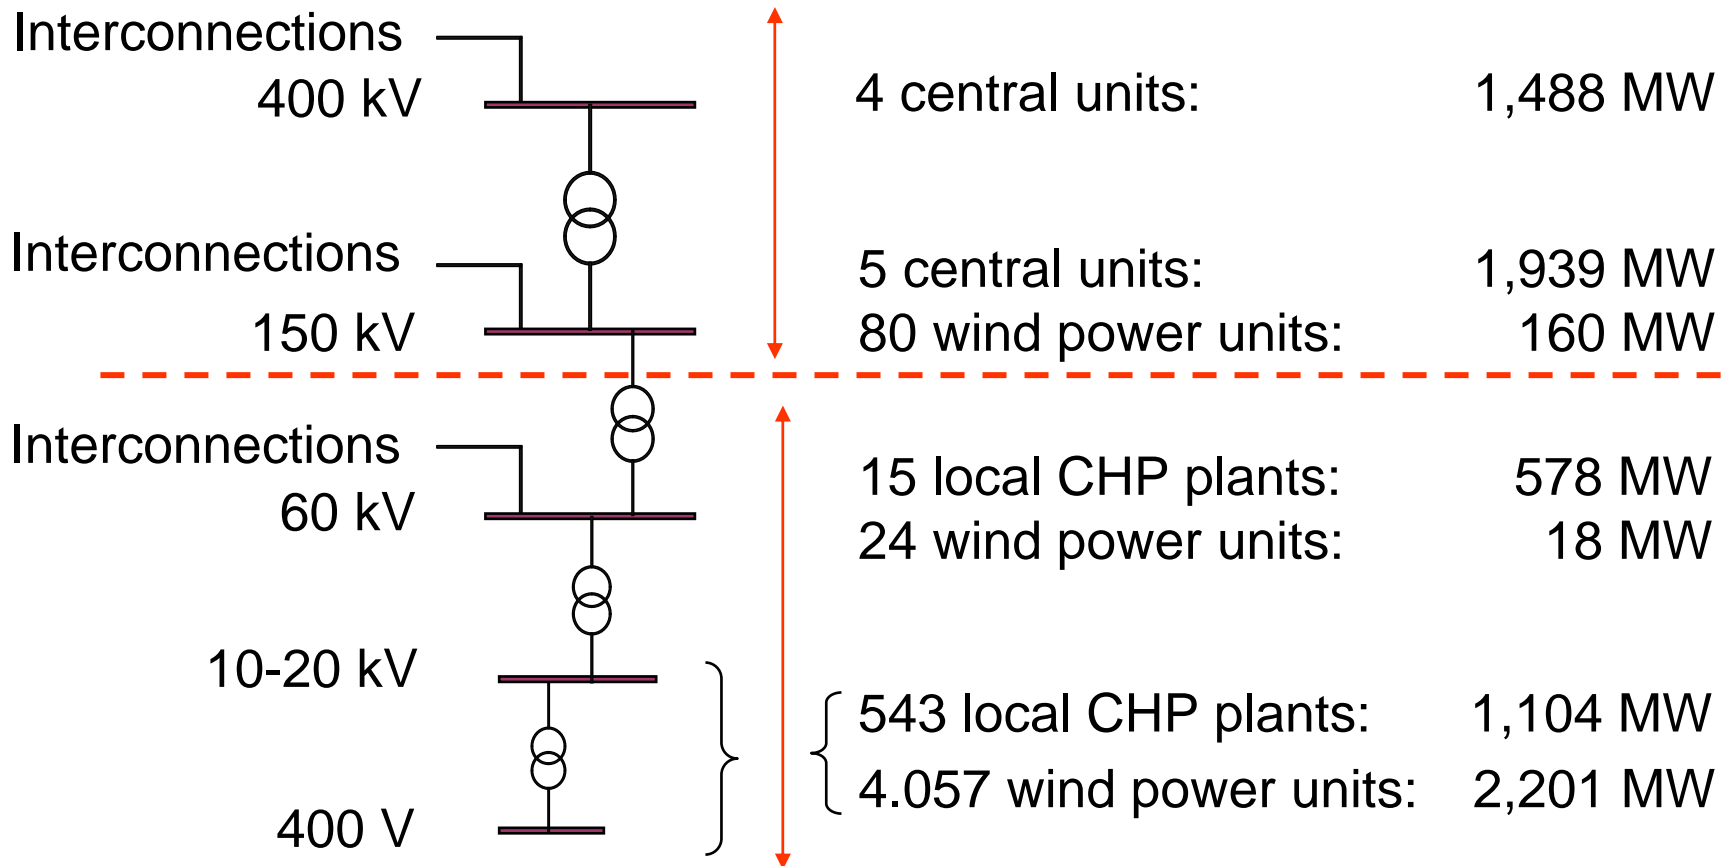 Interconnections
400 kV
4 central units: 1,488 MW
Interconnections
5 central units: 1,939 MW
150 kV
80 wind power units: 160 MW
Interconnections
15 local CHP plants: 578 MW
60 kV
24 wind power units: 18 MW
10-20 kV
543 local CHP plants: 1,104 MW
4.057 wind power units: 2,201 MW
400 V